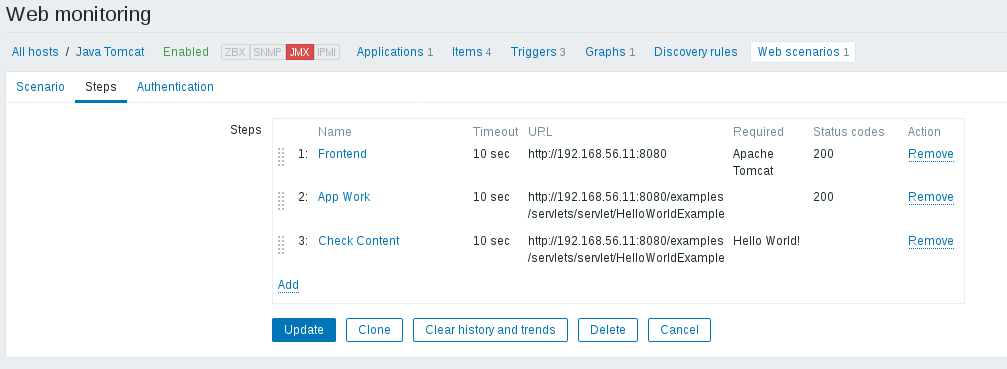 Web monitoring
All hosts / Java Tomcat Enabled ZBX SNMP JMX IPMI Applications 1 Items 4 Triggers 3 Graphs 1 Discovery rules Web scenarios 1
Scenario Steps Authentication
Steps Name Timeout URL Required Status codes Action
1: Frontend 10 sec http://192.168.56.11:8080 Apache 200 Remove
Tomcat
2: App Work 10 sec http://192.168.56.11:8080/examples 200 Remove
/servlets/servlet/HelloWorldExample
3: Check Content 10 sec http://192.168.56.11:8080/examples Hello World! Remove
/servlets/servlet/HelloWorldExample
Add
Update Clone Clear history and trends Delete Cancel